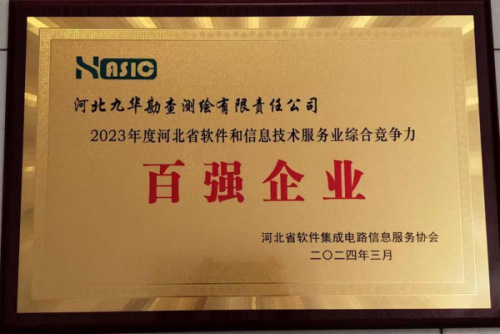 HASIC
河北九华勘查测绘有限责任公司
2023年度河北省软件和信息技术服务业综合竞争力
百强企业
河北省软件集成电路信息服务协会
二〇二四年三月